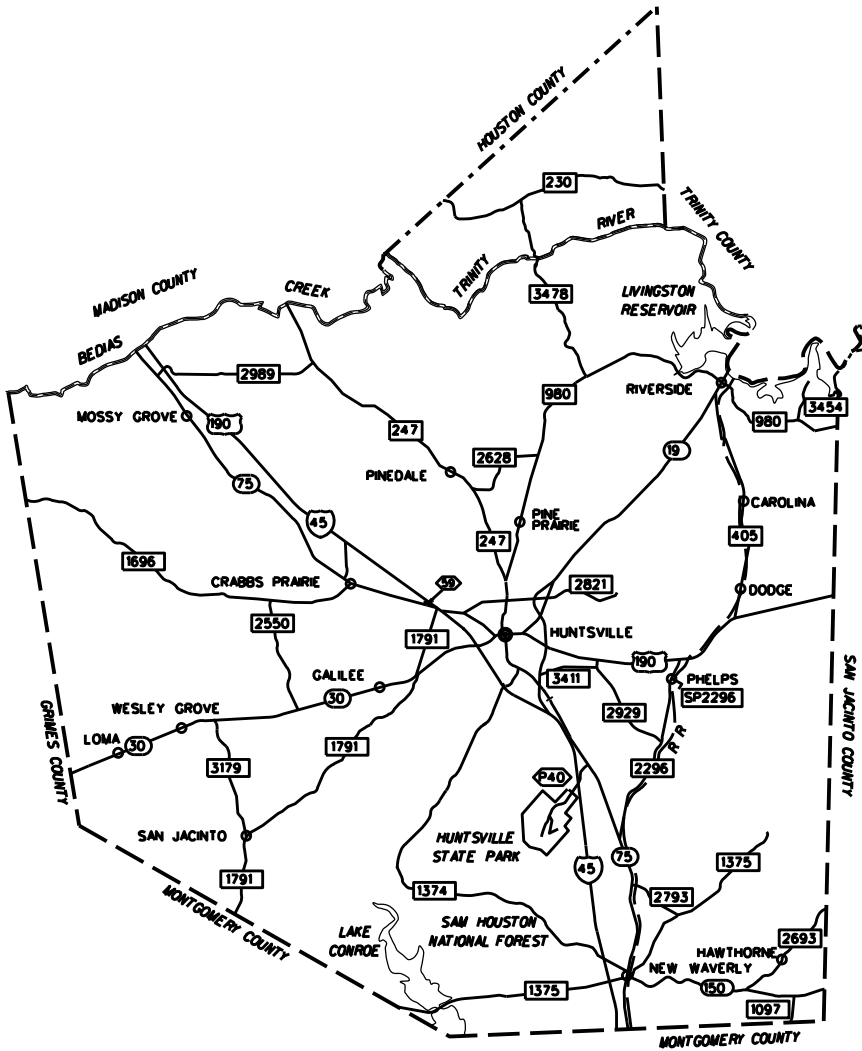 HOUSTON COUNTY
230
TRINITY COUNTY
RIVER
TRINITY
MADISON COUNTY
CREEK
3478
LIVINGSTON
RESERVOIR
BEDIAS
2989
RIVERSIDE
980
3454
MOSSY GROVE
190
247
980
19
2628
PINEDALE
75
CAROLINA
45
PINE
PRAIRIE
405
247
1696
CRABBS PRAIRIE
59
2821
DODGE
2550
1791
HUNTSVILLE
190
SAN JACINTO COUNTY
GALILEE
3411
PHELPS
30
SP2296
WESLEY GROVE
2929
GRIMES COUNTY
LOMA
30
1791
R R
3179
2296
P40
SAN JACINTO
HUNTSVILLE
STATE PARK
75
1375
45
1791
1374
2793
MONTGOMERY COUNTY
SAM HOUSTON
NATIONAL FOREST
LAKE
CONROE
2693
HAWTHORNE
NEW WAVERLY
1375
150
1097
MONTGOMERY COUNTY